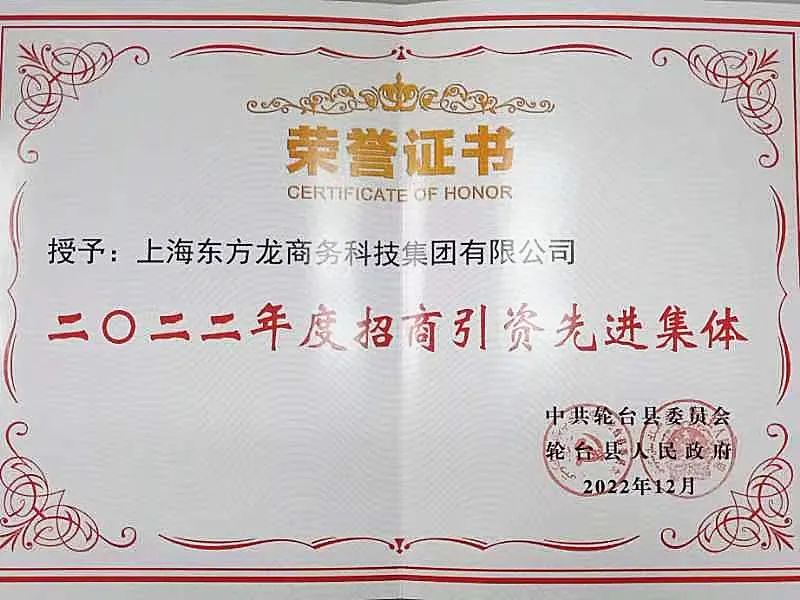 荣誉证书
CERTIFICATE OF HONOR
授予：上海东方龙商务科技集团有限公司
二〇二二年度招商引资先进集体
中共轮台县委员会
轮台县人民政府
2022年12月